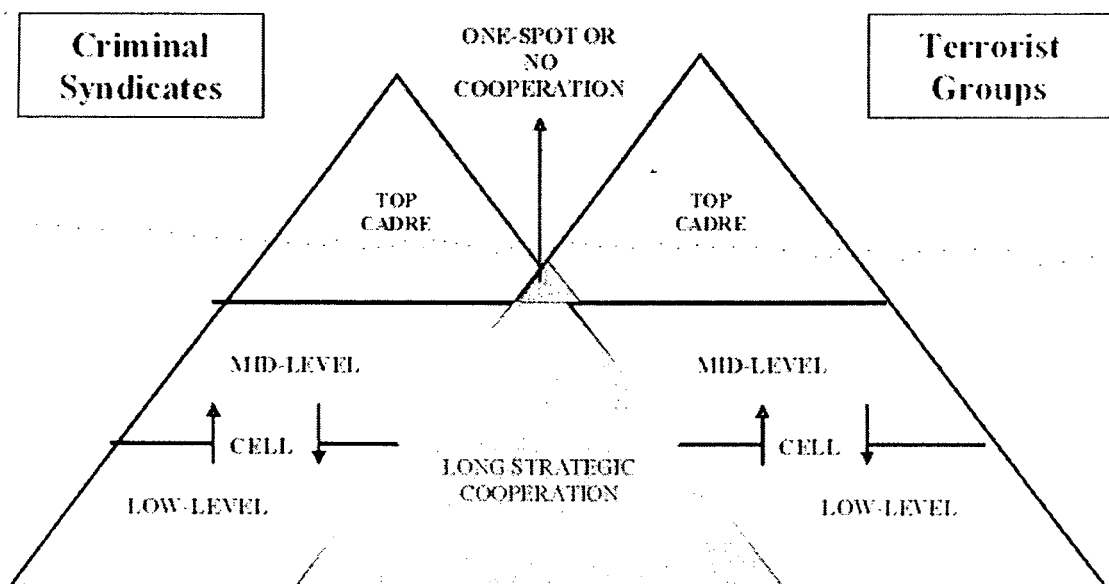 Criminal
Syndicates
ONE-SPOT OR
NO
COOPERATION
Terrorist
Groups
TOP
CADRE
TOP
CADRE
MID-LEVEL
MID-LEVEL
CELL
CELL
LONG STRATEGIC
COOPERATION
LOW-LEVEL
LOW-LEVEL